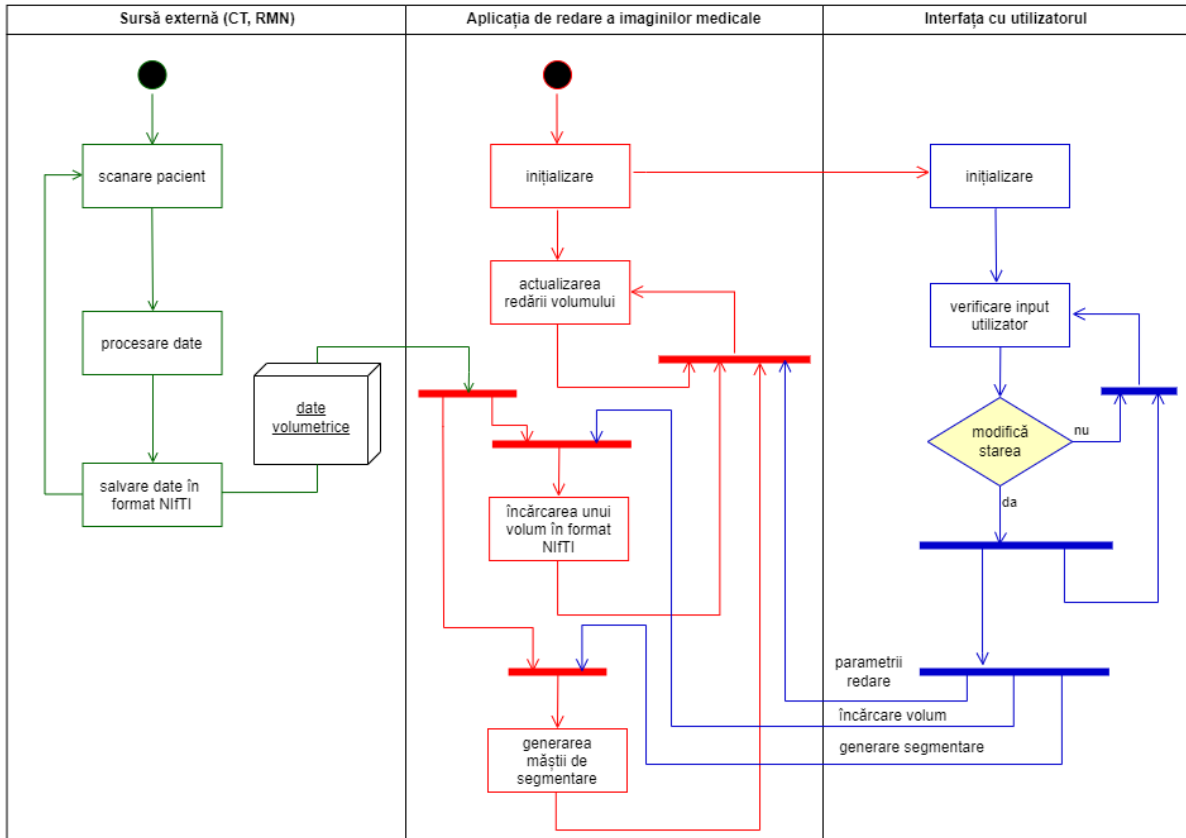 Sursă externă (CT, RMN)
Aplicația de redare a imaginilor medicale
Interfața cu utilizatorul
scanare pacient
procesare date
salvare date în
format NIfTI
date
volumetrice
inițializare
actualizarea
redării volumului
încărcarea unui
volum în format
NIfTI
generarea
măștii de
segmentare
inițializare
verificare input
utilizator
modifică
starea
nu
da
parametrii
redare
încărcare volum
generare segmentare